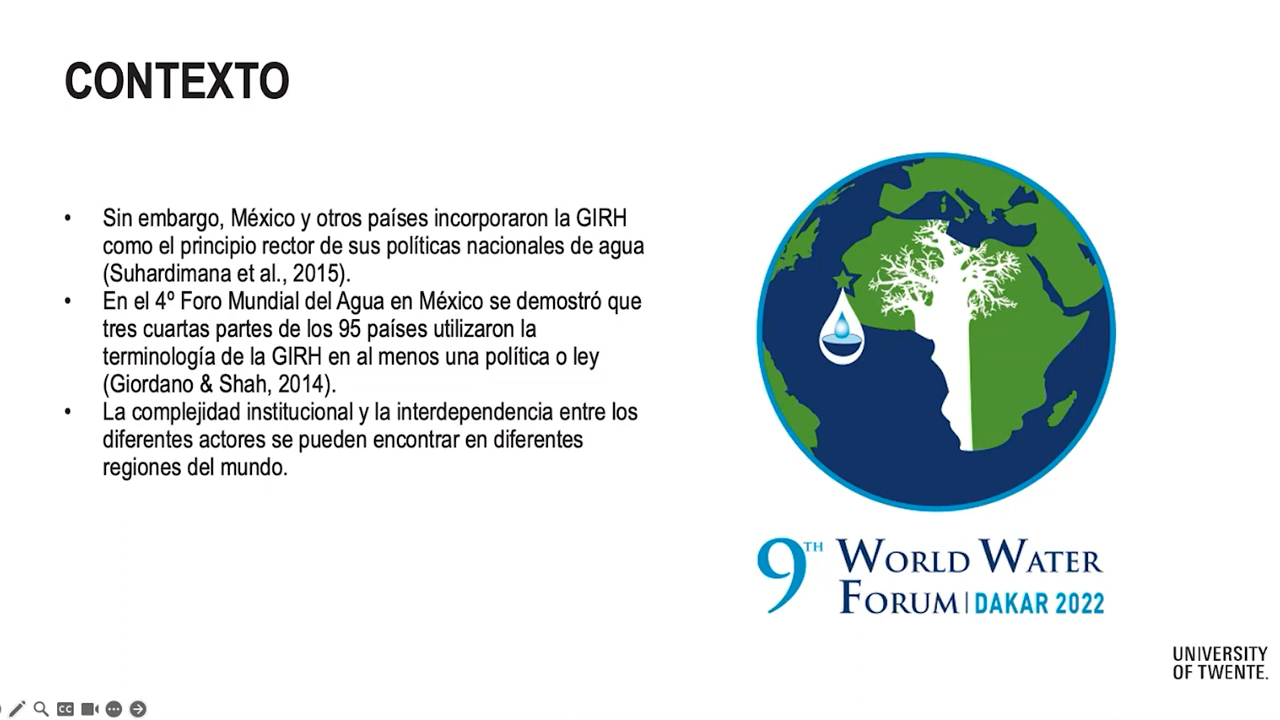 CONTEXTO
• Sin embargo, México y otros países incorporaron la GIRH
como el principio rector de sus políticas nacionales de agua
(Suhardimana et al., 2015).
• En el 4º Foro Mundial del Agua en México se demostró que
tres cuartas partes de los 95 países utilizaron la
terminología de la GIRH en al menos una política o ley
(Giordano & Shah, 2014).
• La complejidad institucional y la interdependencia entre los
diferentes actores se pueden encontrar en diferentes
regiones del mundo.
9TH WORLD WATER
FORUM | DAKAR 2022
UNIVERSITY
OF TWENTE.
CC